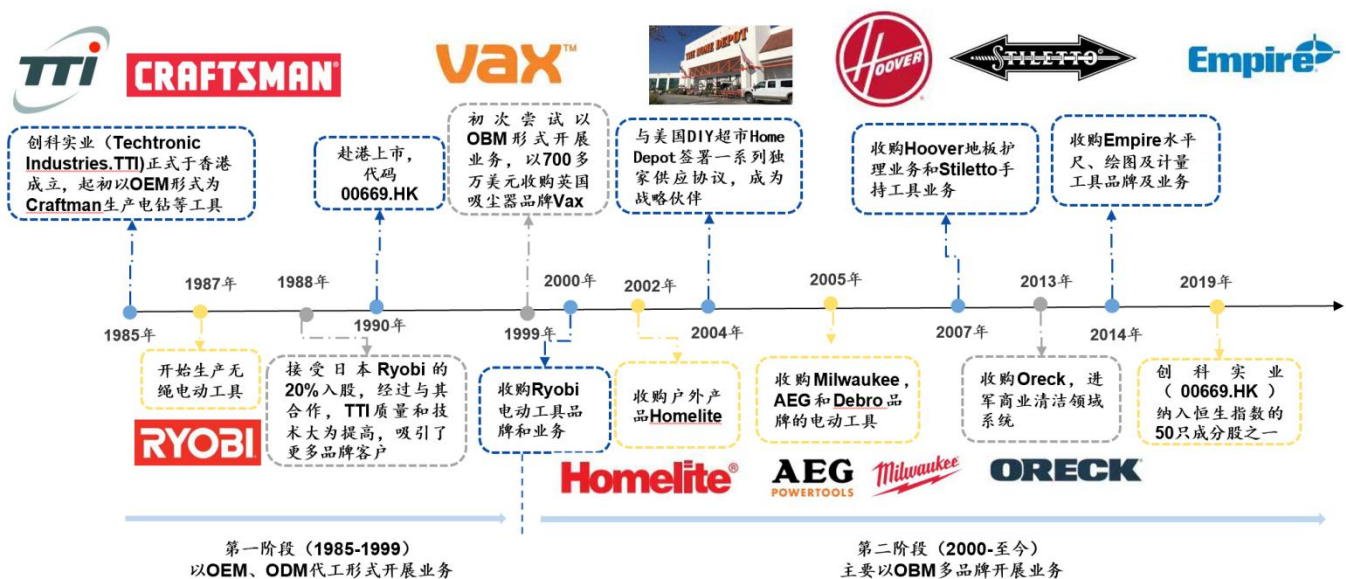 TTI
CRAFTSMAN®
vax™
THE HOME DEPOT
HOOVER
STILETTO®
Empire®
创科实业（Techtronic
Industries.TTI)正式于香港
成立，起初以OEM形式为
Craftman生产电钻等工具
赴港上市，
代码
00669.HK
初次尝试以
OBM形式开展
业务，以700多
万美元收购英国
吸尘器品牌Vax
与美国DIY超市Home
Depot签署一系列独
家供应协议，成为
战略伙伴
收购Hoover地板护
理业务和Stiletto手
持工具业务
收购Empire水平
尺、绘图及计量
工具品牌及业务
1987年
1988年
2000年
2002年
2005年
2013年
2019年
1985年
1990年
1999年
2004年
2007年
2014年
开始生产无
绳电动工具
接受日本Ryobi的
20%入股，经过与其
合作，TTI质量和技
术大为提高，吸引了
更多品牌客户
收购Ryobi
电动工具品
牌和业务
收购户外产
品Homelite
收购Milwaukee，
AEG和Debro品
牌的电动工具
收购Oreck，进
军商业清洁领域
系统
创科实业
（00669.HK）
纳入恒生指数的
50只成分股之一
RYOBI
Homelite®
AEG
POWERTOOLS
Milwaukee
ORECK
第一阶段（1985-1999）
以OEM、ODM代工形式开展业务
第二阶段（2000-至今）
主要以OBM多品牌开展业务